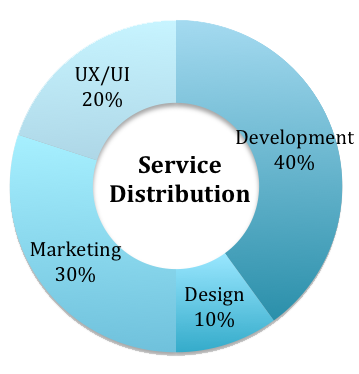 UX/UI
20%
Development
40%
Service
Distribution
Marketing
30%
Design
10%